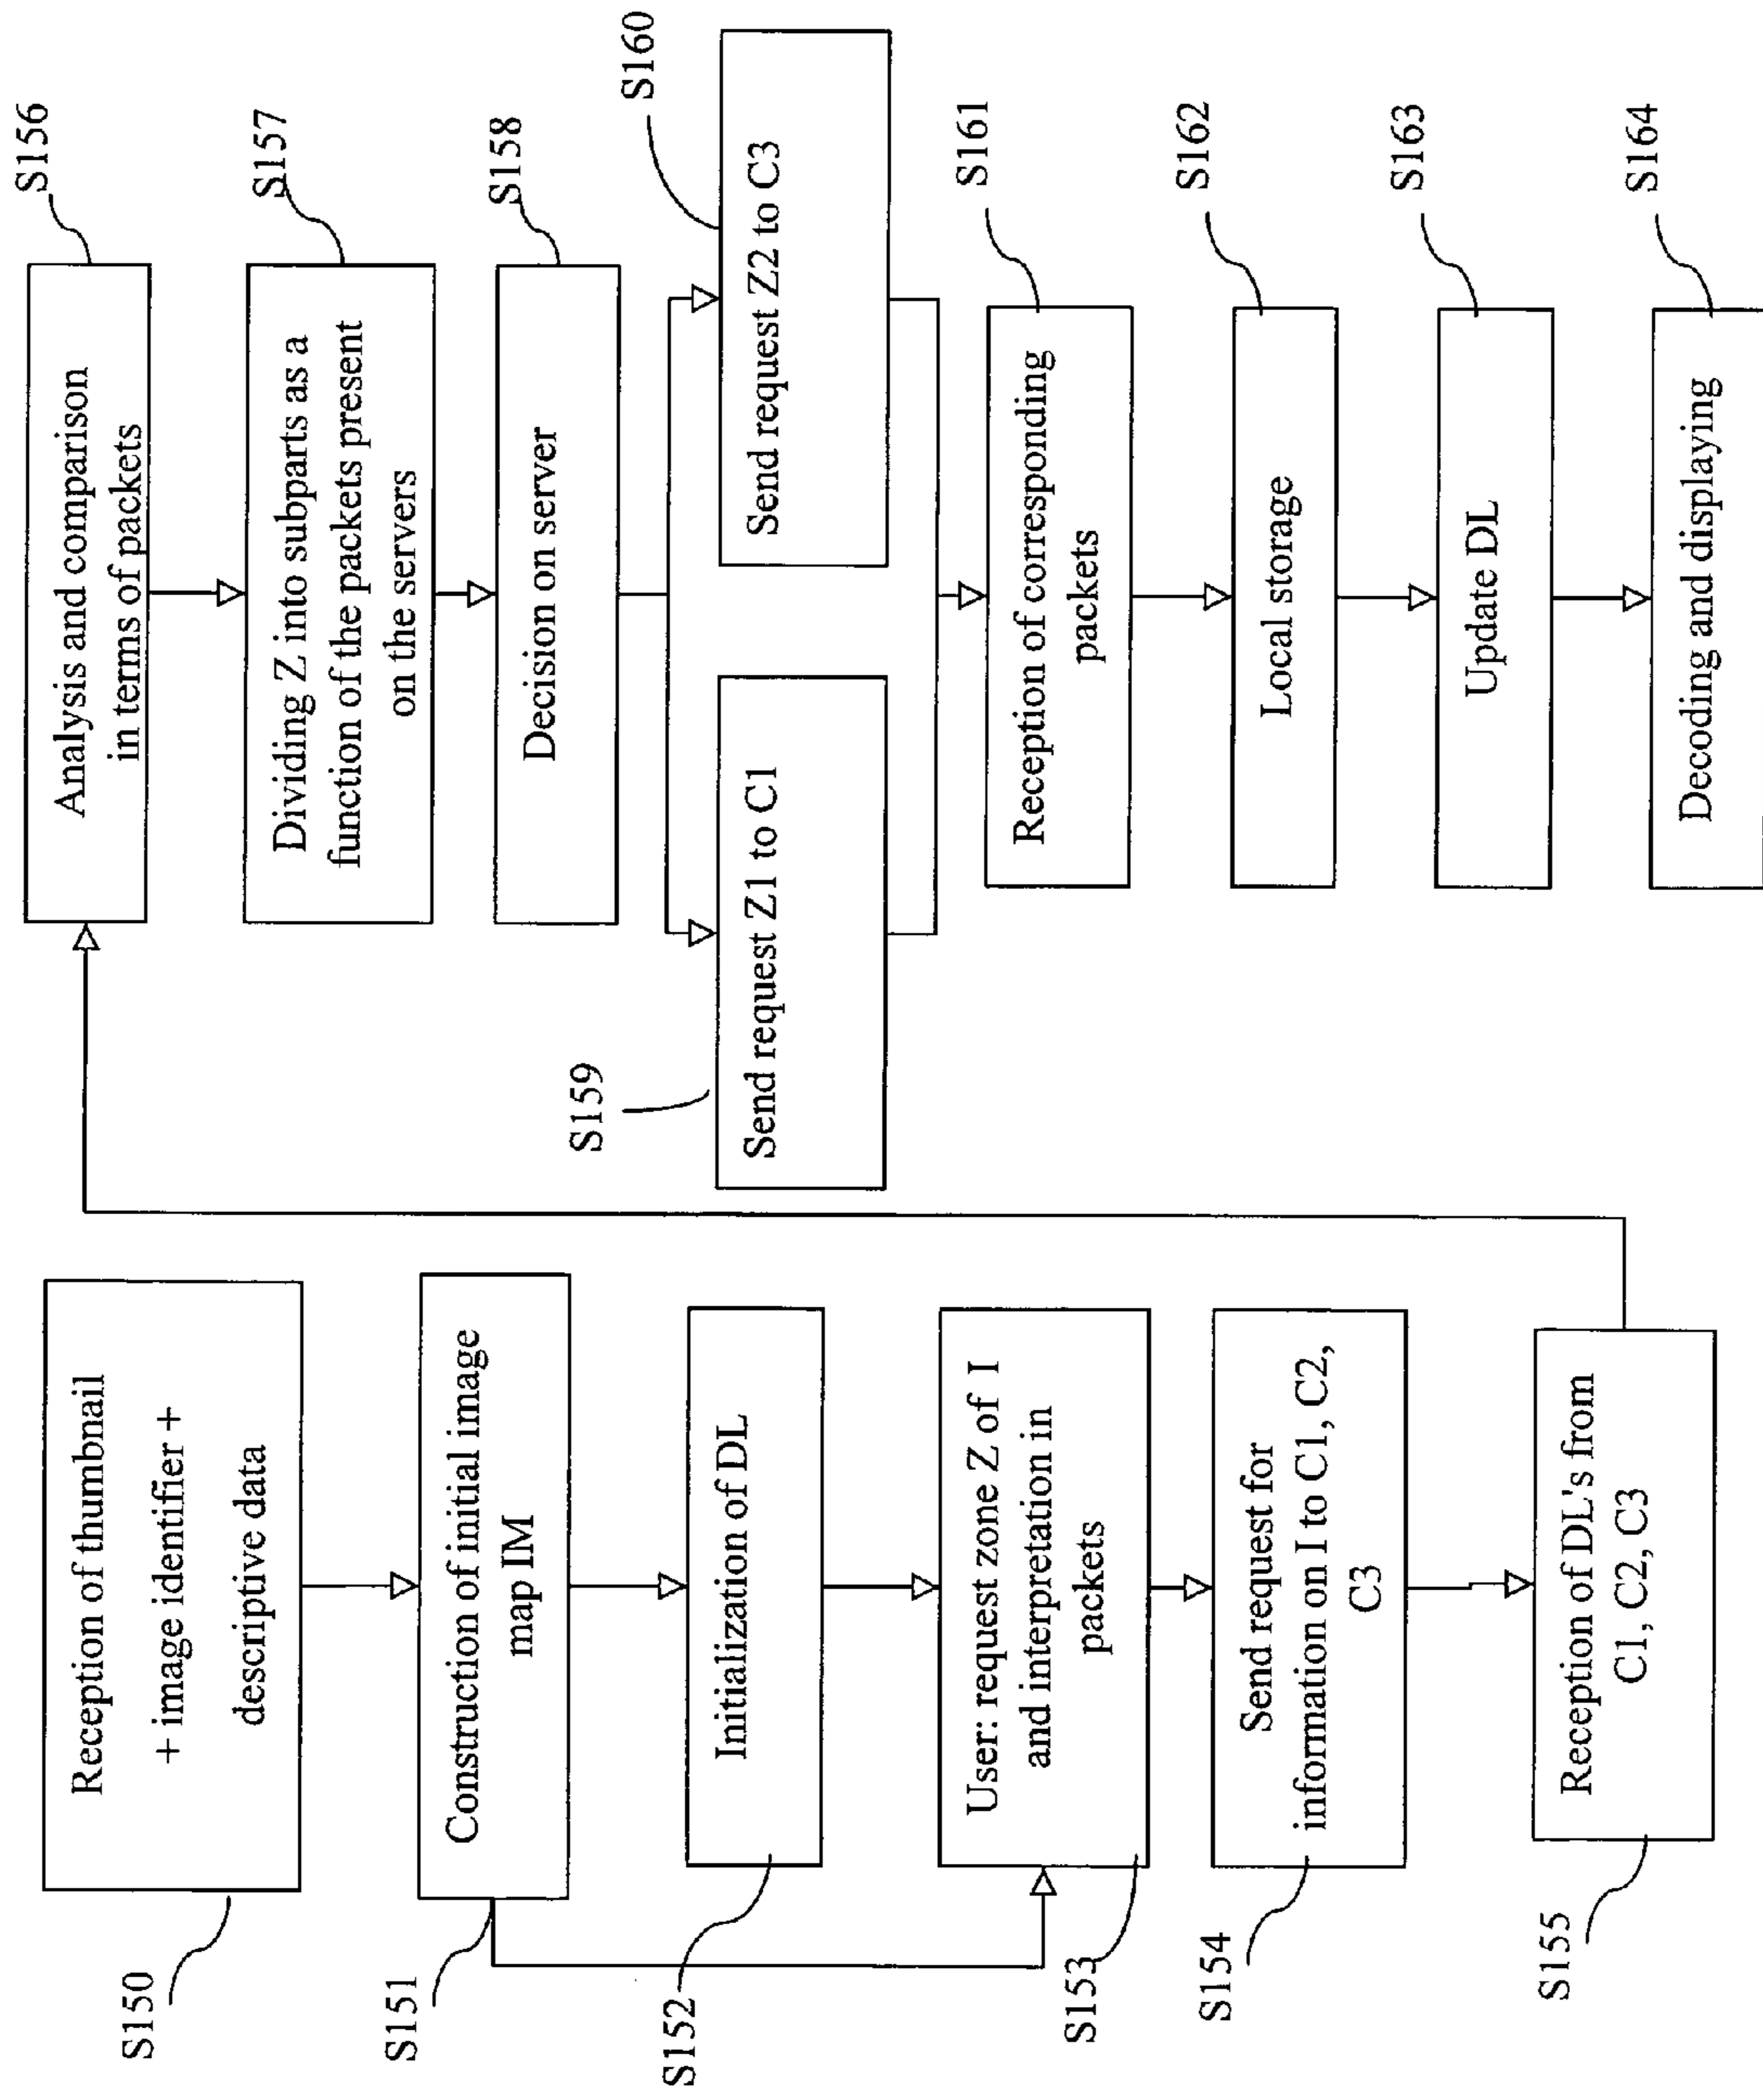 S150
Reception of thumbnail
+ image identifier +
descriptive data
S151
Construction of initial image
map IM
S152
Initialization of DL
S153
User: request zone Z of I
and interpretation in
packets
S154
Send request for
information on I to C1, C2,
C3
S155
Reception of DL's from
C1, C2, C3
S156
Analysis and comparison
in terms of packets
S157
Dividing Z into subparts as a
function of the packets present
on the servers
S158
Decision on server
S159
Send request Z1 to C1
S160
Send request Z2 to C3
S161
Reception of corresponding
packets
S162
Local storage
S163
Update DL
S164
Decoding and displaying